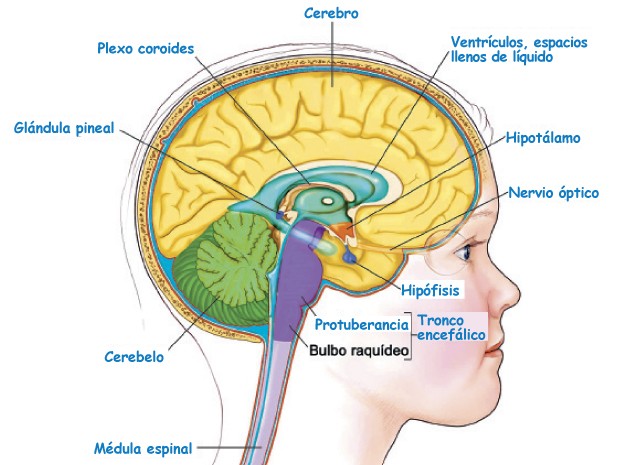 Cerebro
Plexo coroides
Ventrículos, espacios
llenos de líquido
Glándula pineal
Hipotálamo
Nervio óptico
Hipófisis
Protuberancia
Tronco
encefálico
Bulbo raquídeo
Cerebelo
Médula espinal